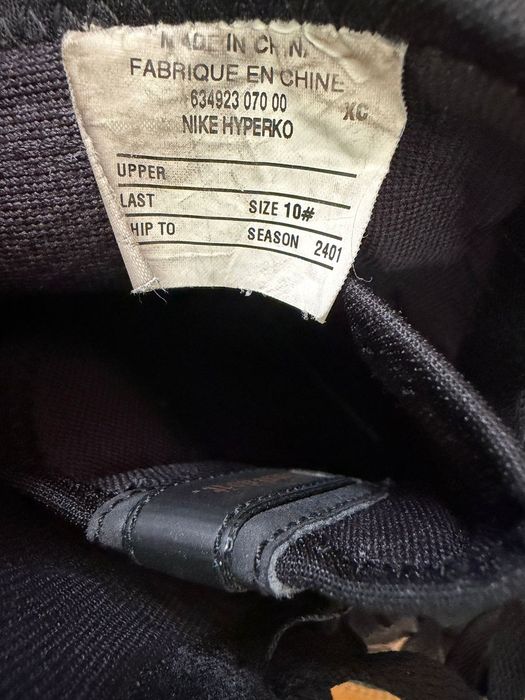 MADE IN CHINA
FABRIQUE EN CHINE
634923 070 00
XC
NIKE HYPERKO
UPPER
LAST SIZE 10#
HIP TO SEASON 2401